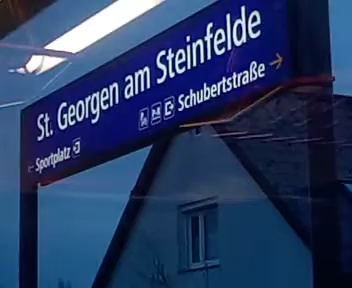 St. Georgen am Steinfelde
Schubertstraße →
← Sportplatz